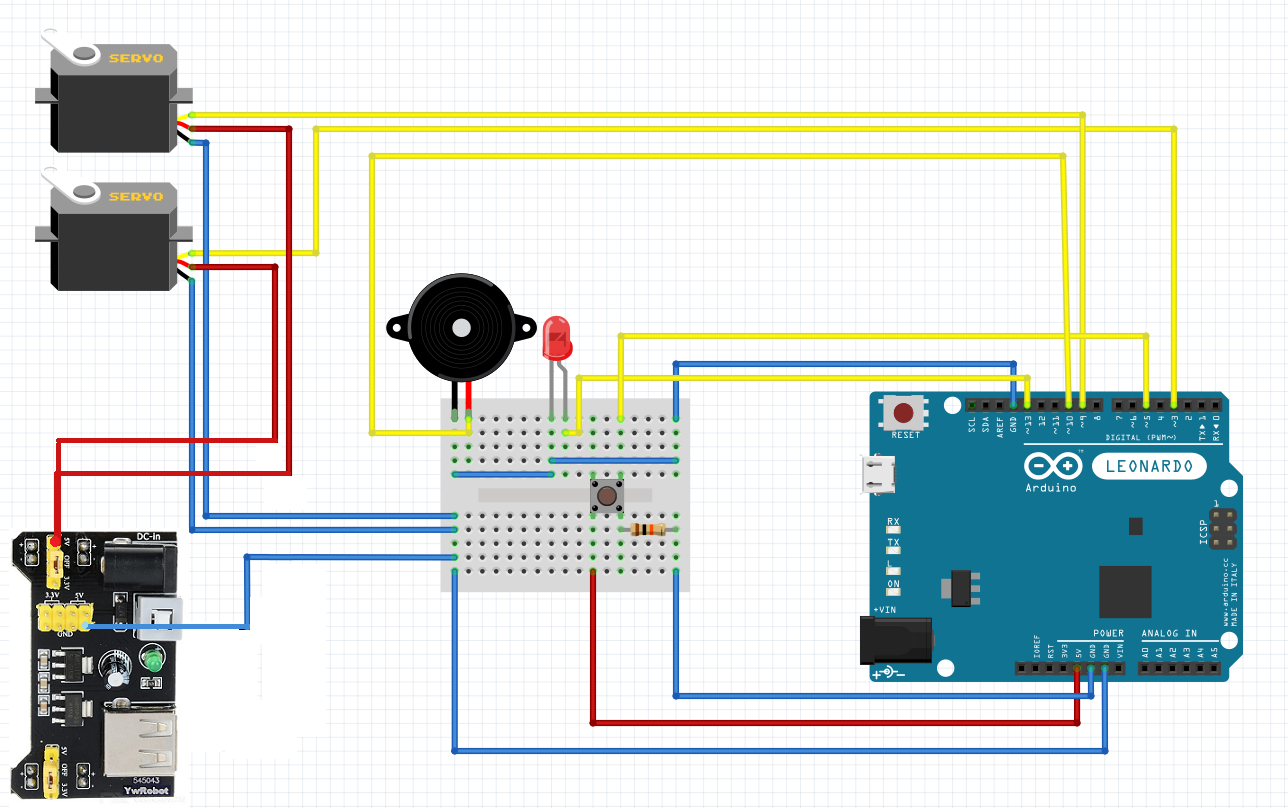 SERVO
SERVO
SCL
SDA
AREF
GND
~13
12
~11
~10
~9
8
7
~6
~5
4
~3
2
TX▶1
RX◀0
DIGITAL (PWM~)
RESET
LEONARDO
Arduino
TM
1
ICSP
RX
TX
L
ON
www.arduino.cc
MADE IN ITALY
+VIN
POWER
ANALOG IN
IOREF
RST
3V3
5V
GND
GND
VIN
A0
A1
A2
A3
A4
A5
DC-in
5V
OFF
3.3V
3.3V
5V
GND
5V
OFF
3.3V
545043
YwRobot